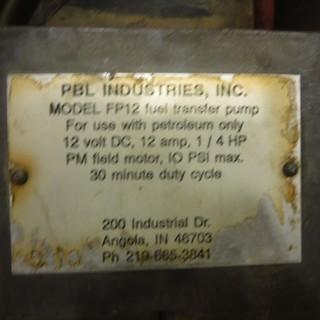 PBL INDUSTRIES, INC.
MODEL FP12 fuel transfer pump
For use with petroleum only
12 volt DC, 12 amp, 1 / 4 HP
PM field motor, IO PSI max.
30 minute duty cycle
200 Industrial Dr.
Angola, IN 46703
Ph 219-665-3841